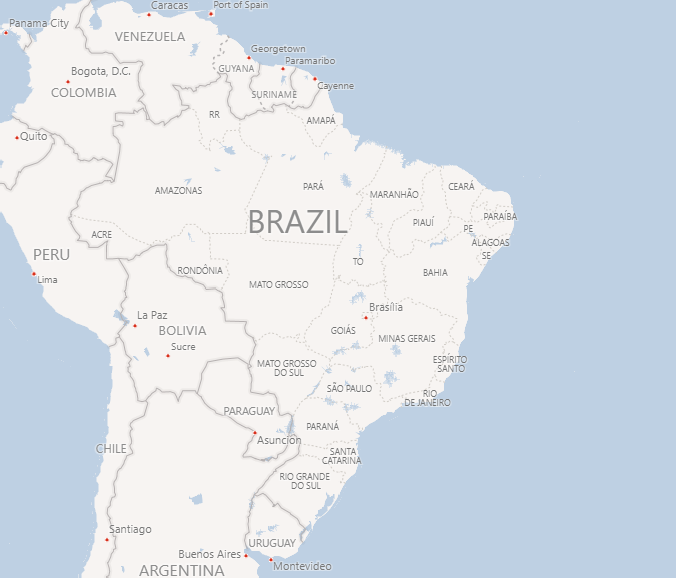 Caracas
Port of Spain
Panama City
VENEZUELA
Georgetown
Paramaribo
GUYANA
Bogota, D.C.
Cayenne
COLOMBIA
SURINAME
RR
AMAPÁ
Quito
AMAZONAS
PARÁ
MARANHÃO
CEARÁ
BRAZIL
PIAUÍ
PARAÍBA
PE
ACRE
ALAGOAS
SE
PERU
TO
RONDÔNIA
BAHIA
Lima
MATO GROSSO
Brasília
La Paz
BOLIVIA
GOIÁS
MINAS GERAIS
Sucre
MATO GROSSO
DO SUL
ESPÍRITO
SANTO
SÃO PAULO
RIO
DE JANEIRO
PARAGUAY
PARANÁ
Asuncion
CHILE
SANTA
CATARINA
RIO GRANDE
DO SUL
Santiago
URUGUAY
Buenos Aires
Montevideo
ARGENTINA